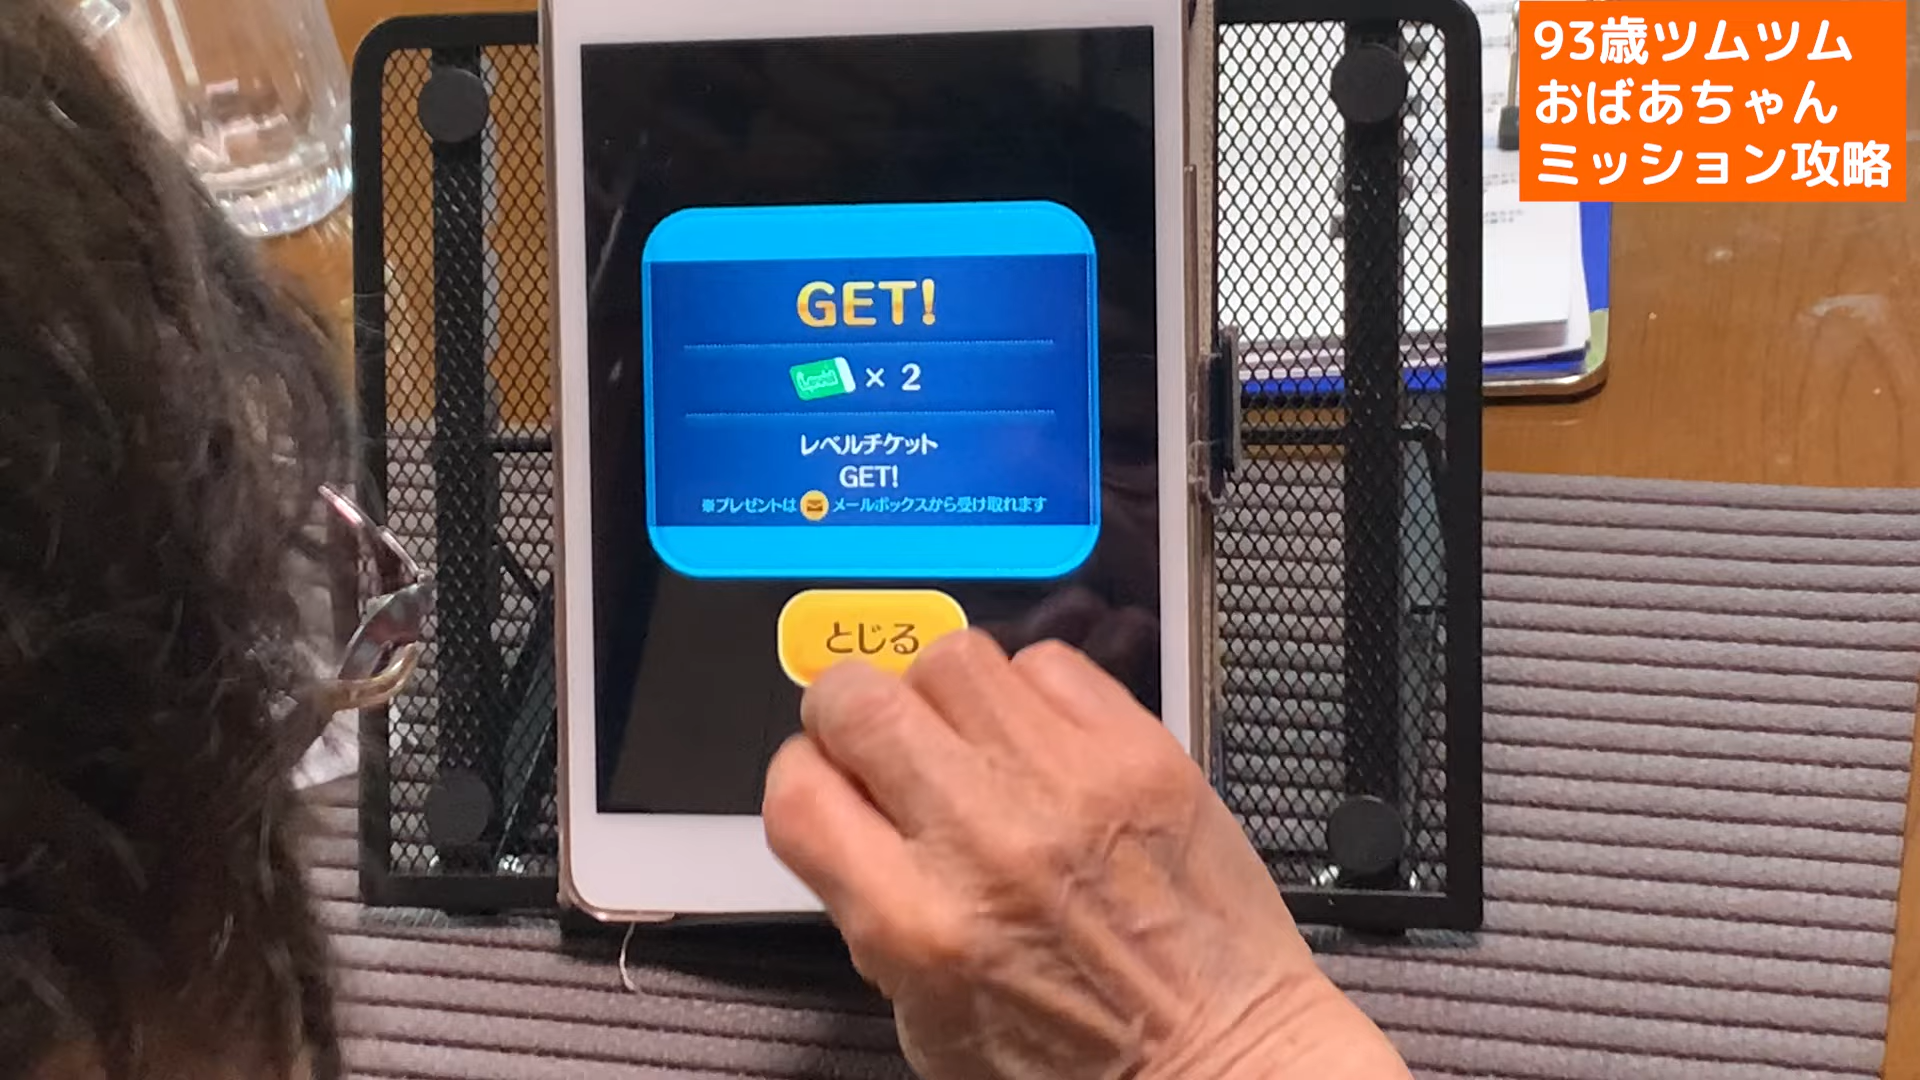 93歳ツムツム
おばあちゃん
ミッション攻略
GET!
× 2
レベルチケット
GET!
※プレゼントは メールボックスから受け取れます
とじる